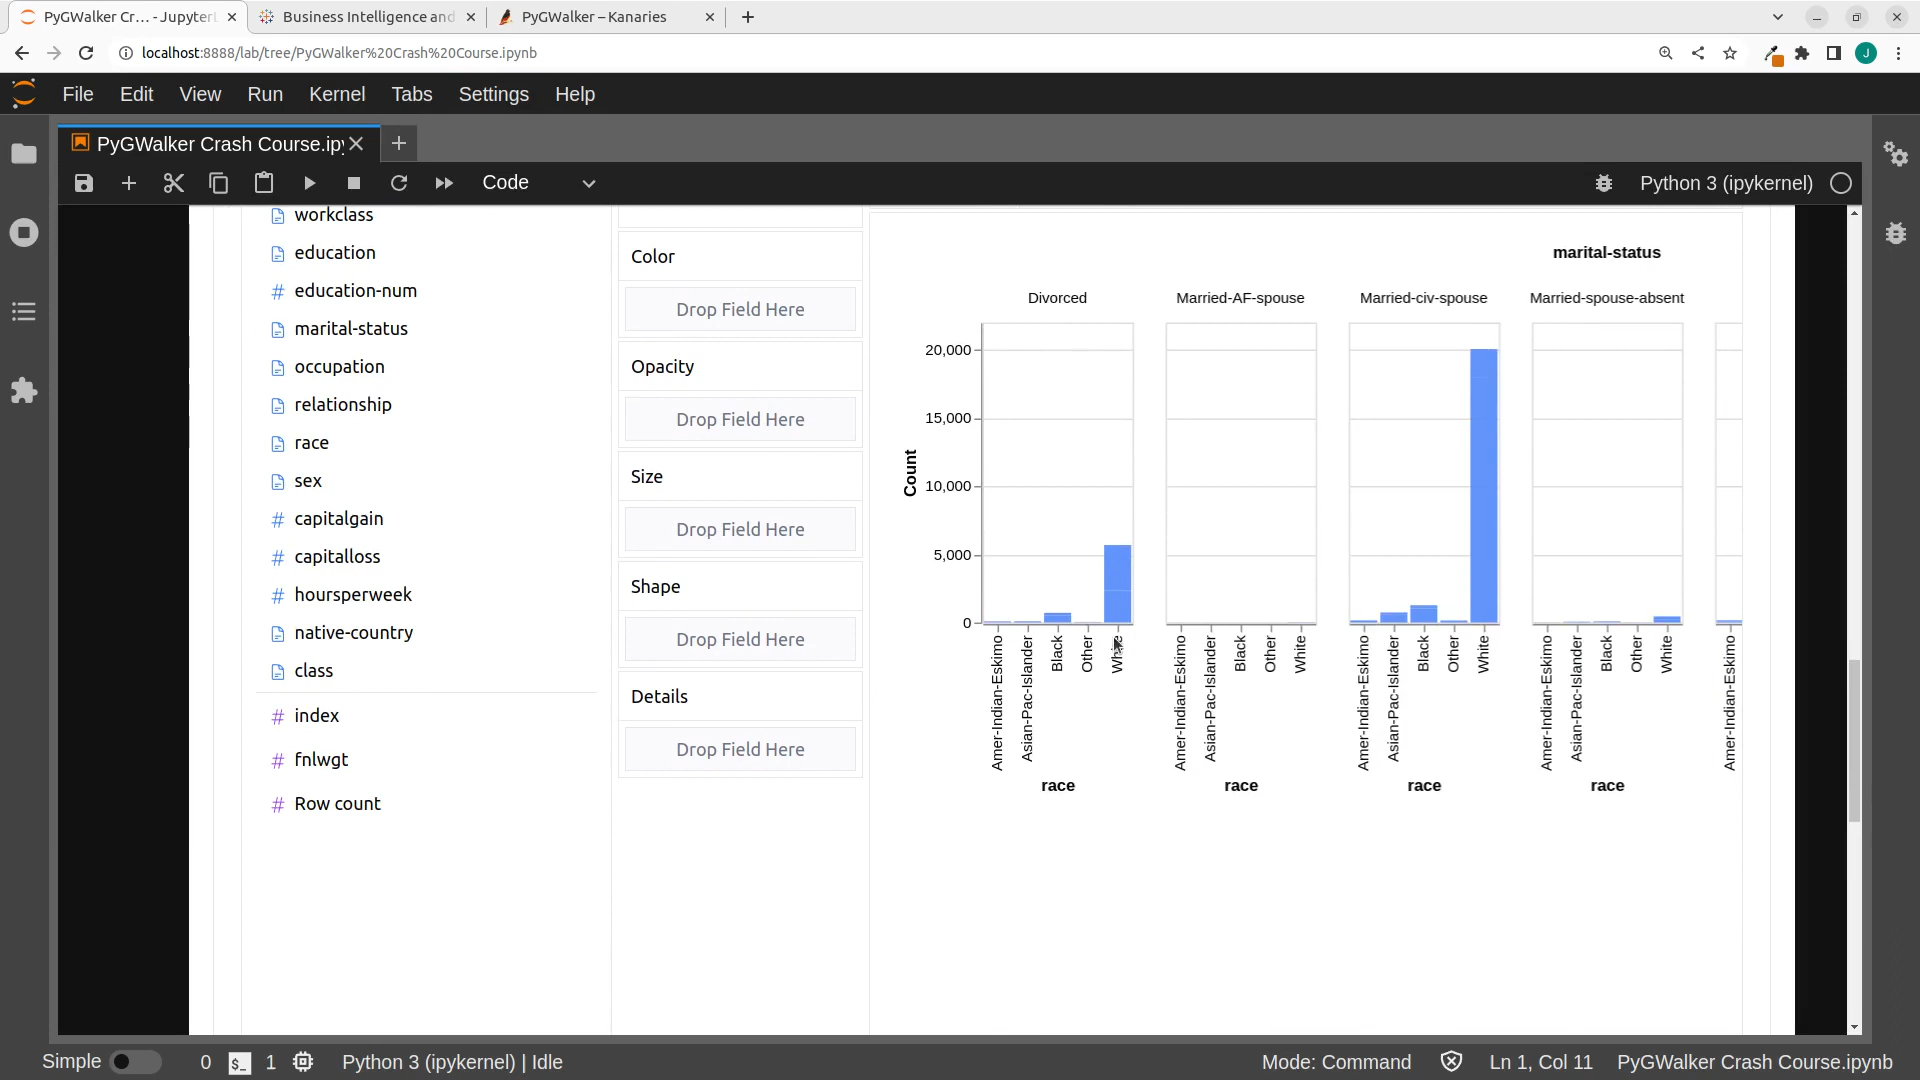 PyGWalker Cr… - JupyterL
Business Intelligence and
PyGWalker – Kanaries
localhost:8888/lab/tree/PyGWalker%20Crash%20Course.ipynb
J
File Edit View Run Kernel Tabs Settings Help
PyGWalker Crash Course.ipy
Code
Python 3 (ipykernel)
workclass
education
# education-num
marital-status
occupation
relationship
race
sex
# capitalgain
# capitalloss
# hoursperweek
native-country
class
# index
# fnlwgt
# Row count
Color
Drop Field Here
Opacity
Drop Field Here
Size
Drop Field Here
Shape
Drop Field Here
Details
Drop Field Here
marital-status
Divorced Married-AF-spouse Married-civ-spouse Married-spouse-absent
Count
20,000
15,000
10,000
5,000
0
Amer-Indian-Eskimo
Asian-Pac-Islander
Black
Other
White
race
Amer-Indian-Eskimo
Asian-Pac-Islander
Black
Other
White
race
Amer-Indian-Eskimo
Asian-Pac-Islander
Black
Other
White
race
Amer-Indian-Eskimo
Asian-Pac-Islander
Black
Other
White
race
Amer-Indian-Eskimo
Simple 0 $_ 1 Python 3 (ipykernel) | Idle
Mode: Command Ln 1, Col 11 PyGWalker Crash Course.ipynb